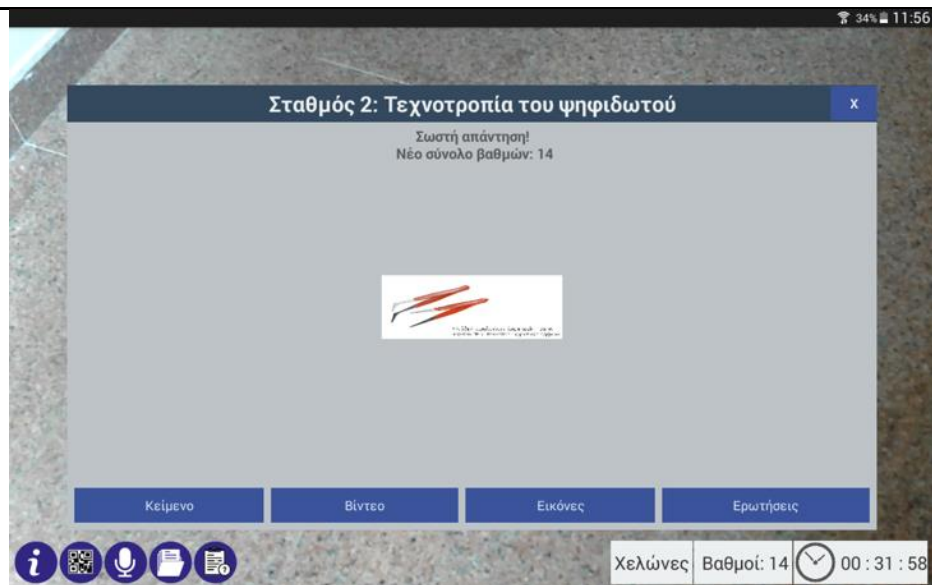 34% 11:56
Σταθμός 2: Τεχνοτροπία του ψηφιδωτού x
Σωστή απάντηση!
Νέο σύνολο βαθμών: 14
Κείμενο Βίντεο Εικόνες Ερωτήσεις
Χελώνες Βαθμοί: 14 00 : 31 : 58